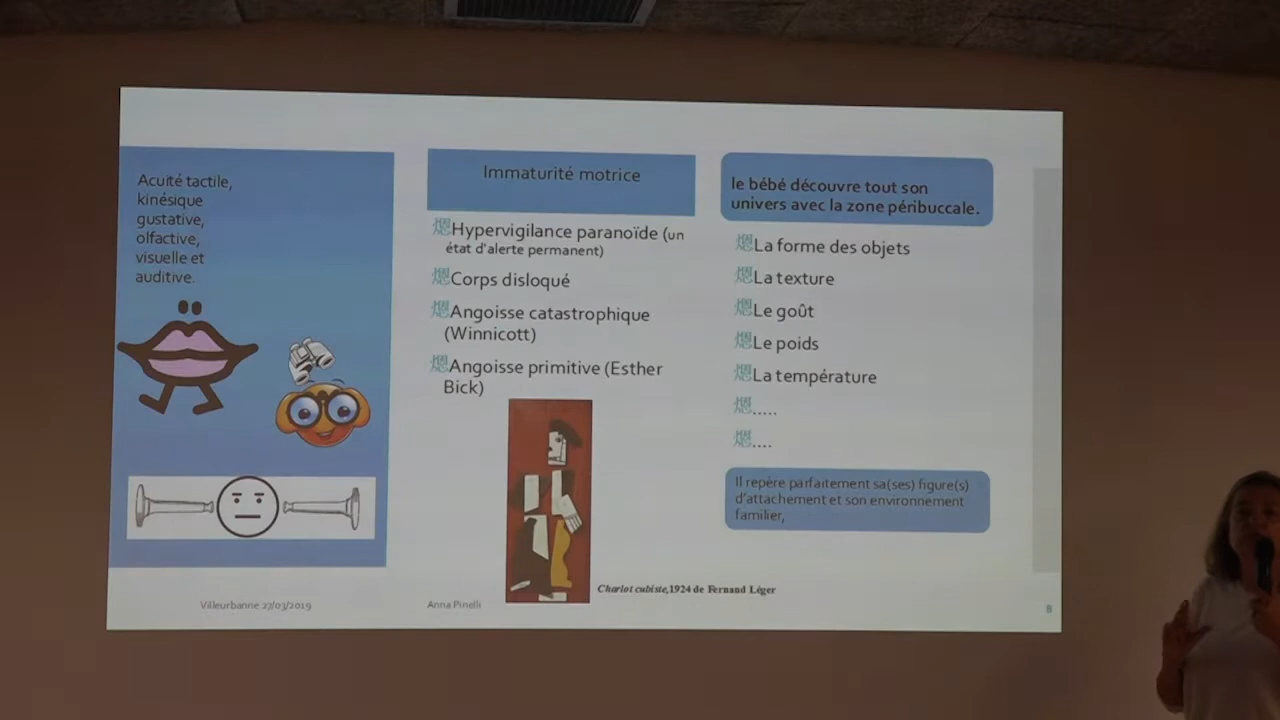 Acuité tactile,
kinésique
gustative,
olfactive,
visuelle et
auditive.
Immaturité motrice
Hypervigilance paranoïde (un
état d'alerte permanent)
Corps disloqué
Angoisse catastrophique
(Winnicott)
Angoisse primitive (Esther
Bick)
le bébé découvre tout son
univers avec la zone péribuccale.
La forme des objets
La texture
Le goût
Le poids
La température
.....
....
Il repère parfaitement sa(ses) figure(s)
d'attachement et son environnement
familier,
Charlot cubiste,1924 de Fernand Léger
Villeurbanne 27/03/2019
Anna Pinelli
8